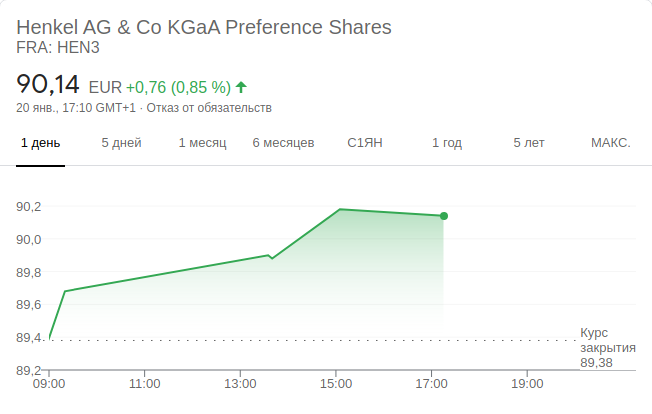 Henkel AG & Co KGaA Preference Shares
FRA: HEN3
90,14 EUR +0,76 (0,85 %)
20 янв., 17:10 GMT+1 · Отказ от обязательств
1 день 5 дней 1 месяц 6 месяцев С1ЯН 1 год 5 лет МАКС.
90,2
90,0
89,8
89,6
89,4
89,2
Курс
закрытия
89,38
09:00 11:00 13:00 15:00 17:00 19:00